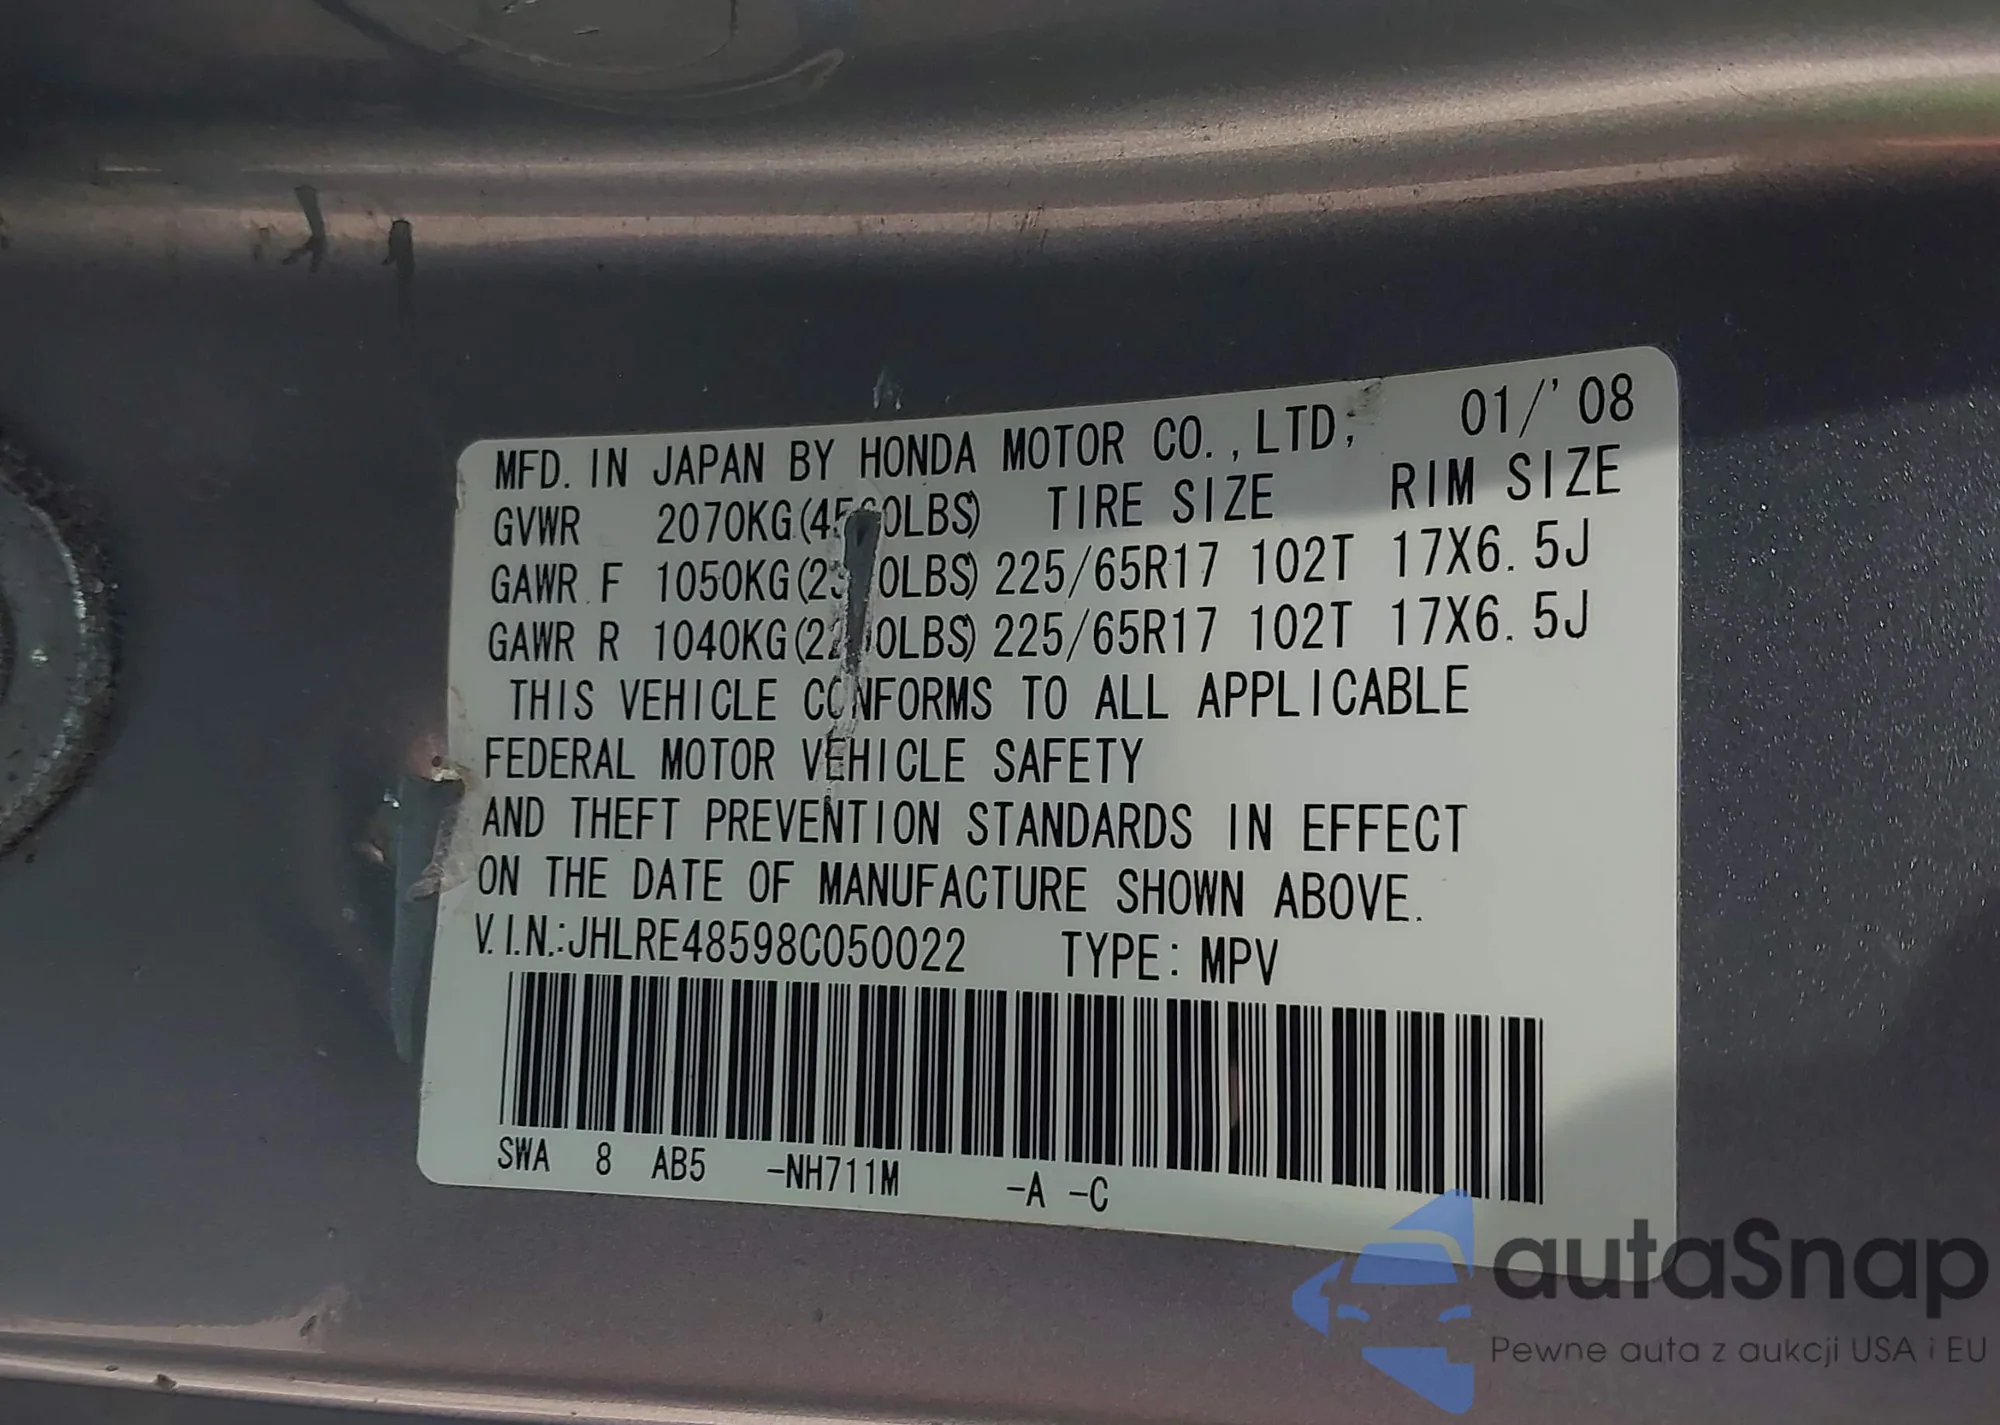 MFD. IN JAPAN BY HONDA MOTOR CO., LTD. 01/'08
GVWR 2070KG(4560LBS) TIRE SIZE RIM SIZE
GAWR F 1050KG( 225/65R17 102T 17X6.5J
GAWR R 1040KG( 225/65R17 102T 17X6.5J
THIS VEHICLE CONFORMS TO ALL APPLICABLE
FEDERAL MOTOR VEHICLE SAFETY
AND THEFT PREVENTION STANDARDS IN EFFECT
ON THE DATE OF MANUFACTURE SHOWN ABOVE.
V.I.N.:JHLRE48598C050022 TYPE: MPV
SWA 8 AB5 -NH711M -A -C
autaSnap
Pewne auta z aukcji USA i EU